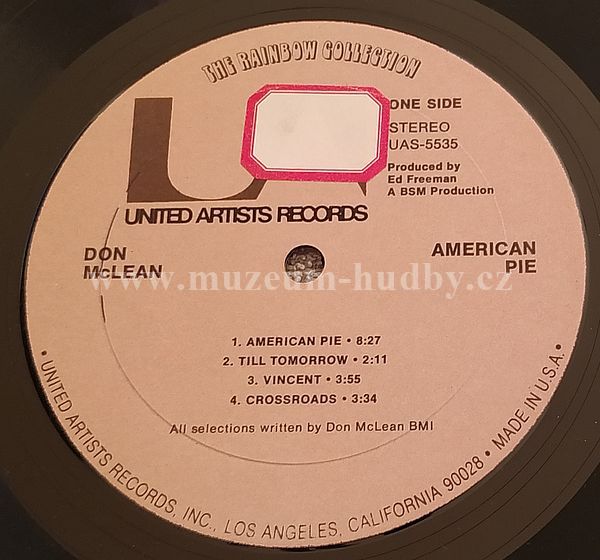 THE RAINBOW COLLECTION
ONE SIDE
STEREO
UAS-5535
Produced by
Ed Freeman
A BSM Production
UNITED ARTISTS RECORDS
DON
McLEAN
AMERICAN
PIE
www.muzeum-hudby.cz
1. AMERICAN PIE • 8:27
2. TILL TOMORROW • 2:11
3. VINCENT • 3:55
4. CROSSROADS • 3:34
All selections written by Don McLean BMI
• UNITED ARTISTS RECORDS, INC., LOS ANGELES, CALIFORNIA 90028 • MADE IN U.S.A. •